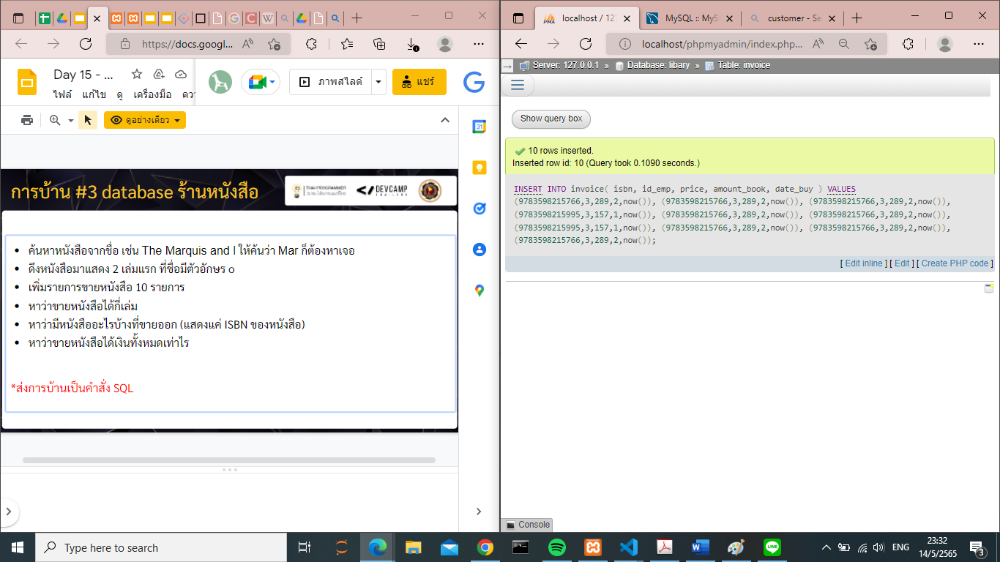 https://docs.googl...
Day 15 - ...
ไฟล์ แก้ไข ดู เครื่องมือ
ภาพสไลด์
แชร์
ดูอย่างเดียว
31
การบ้าน #3 database ร้านหนังสือ
THAI PROGRAMMER
DEVCAMP
THAILAND
ค้นหาหนังสือจากชื่อ เช่น The Marquis and I ให้ค้นว่า Mar ก็ต้องหาเจอ
ดึงหนังสือมาแสดง 2 เล่มแรก ที่ชื่อมีตัวอักษร o
เพิ่มรายการขายหนังสือ 10 รายการ
หาว่าขายหนังสือได้กี่เล่ม
หาว่ามีหนังสืออะไรบ้างที่ขายออก (แสดงแค่ ISBN ของหนังสือ)
หาว่าขายหนังสือได้เงินทั้งหมดเท่าไร
*ส่งการบ้านเป็นคำสั่ง SQL
localhost / 127
MySQL :: MyS
customer - Se
localhost/phpmyadmin/index.php...
Server: 127.0.0.1 » Database: libary » Table: invoice
Show query box
10 rows inserted.
Inserted row id: 10 (Query took 0.1090 seconds.)
INSERT INTO invoice( isbn, id_emp, price, amount_book, date_buy ) VALUES
(9783598215766,3,289,2,now()), (9783598215766,3,289,2,now()), (9783598215766,3,289,2,now()),
(9783598215995,3,157,1,now()), (9783598215766,3,289,2,now()), (9783598215766,3,289,2,now()),
(9783598215995,3,157,1,now()), (9783598215766,3,289,2,now()), (9783598215766,3,289,2,now()),
(9783598215766,3,289,2,now());
[ Edit inline ] [ Edit ] [ Create PHP code ]
Console
Type here to search
ENG
23:32
14/5/2565
3